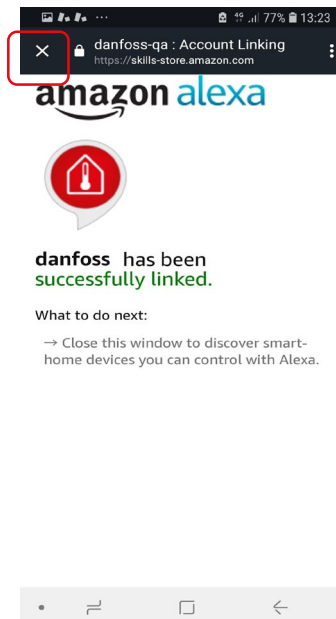 4G 77% 13:23
danfoss-qa : Account Linking
https://skills-store.amazon.com
amazon alexa
danfoss has been
successfully linked.
What to do next:
→ Close this window to discover smart-
home devices you can control with Alexa.